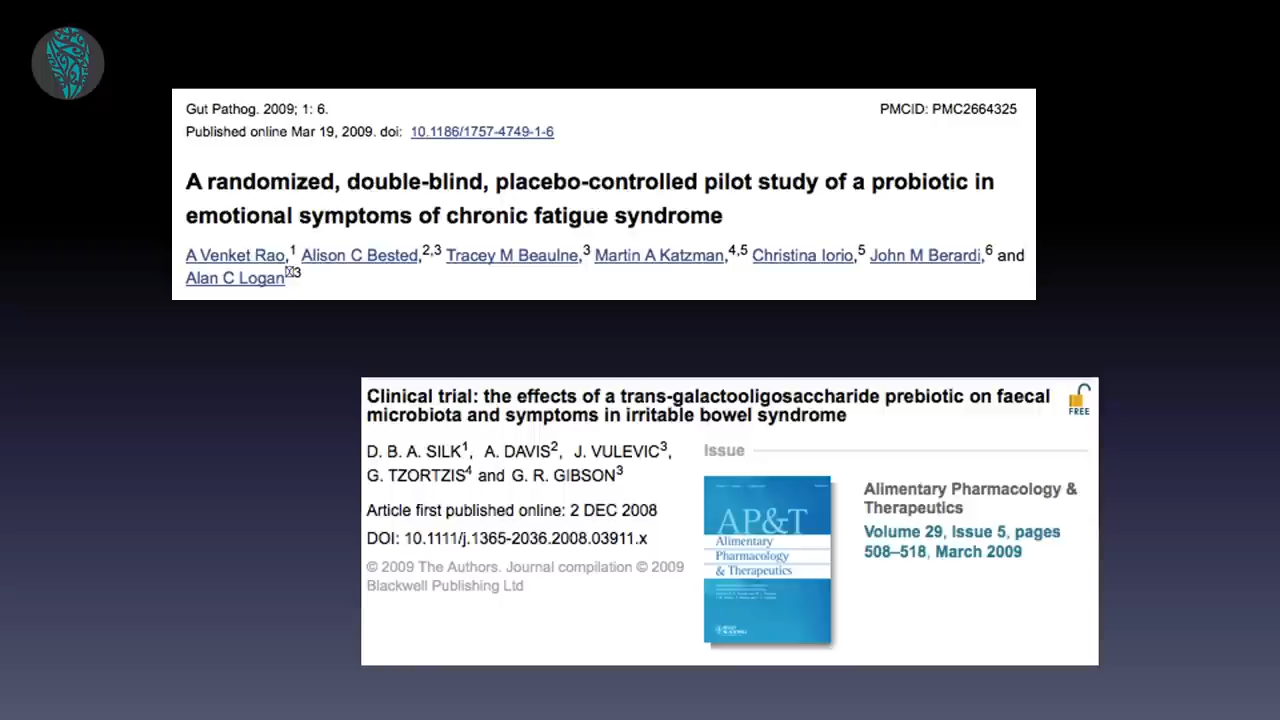 Gut Pathog. 2009; 1: 6.
PMCID: PMC2664325
Published online Mar 19, 2009. doi: 10.1186/1757-4749-1-6
A randomized, double-blind, placebo-controlled pilot study of a probiotic in
emotional symptoms of chronic fatigue syndrome
A Venket Rao,1 Alison C Bested,2,3 Tracey M Beaulne,3 Martin A Katzman,4,5 Christina Iorio,5 John M Berardi,6 and
Alan C Logan3
Clinical trial: the effects of a trans-galactooligosaccharide prebiotic on faecal
microbiota and symptoms in irritable bowel syndrome
FREE
D. B. A. SILK1, A. DAVIS2, J. VULEVIC3,
G. TZORTZIS4 and G. R. GIBSON3
Article first published online: 2 DEC 2008
DOI: 10.1111/j.1365-2036.2008.03911.x
© 2009 The Authors. Journal compilation © 2009
Blackwell Publishing Ltd
Issue
AP&T
Alimentary
Pharmacology
& Therapeutics
Alimentary Pharmacology &
Therapeutics
Volume 29, Issue 5, pages
508–518, March 2009